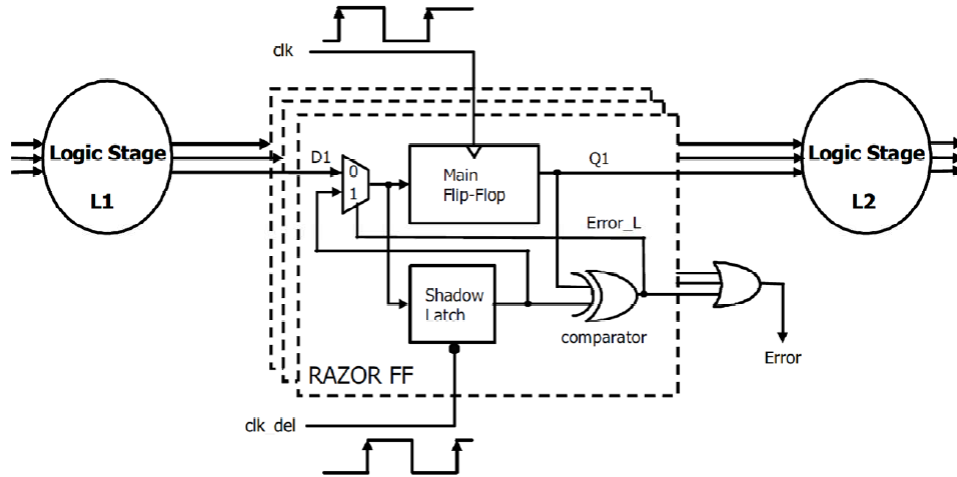 clk
Logic Stage
L1
D1
0
1
Main
Flip-Flop
Q1
Logic Stage
L2
Error_L
Shadow
Latch
comparator
Error
RAZOR FF
clk_del